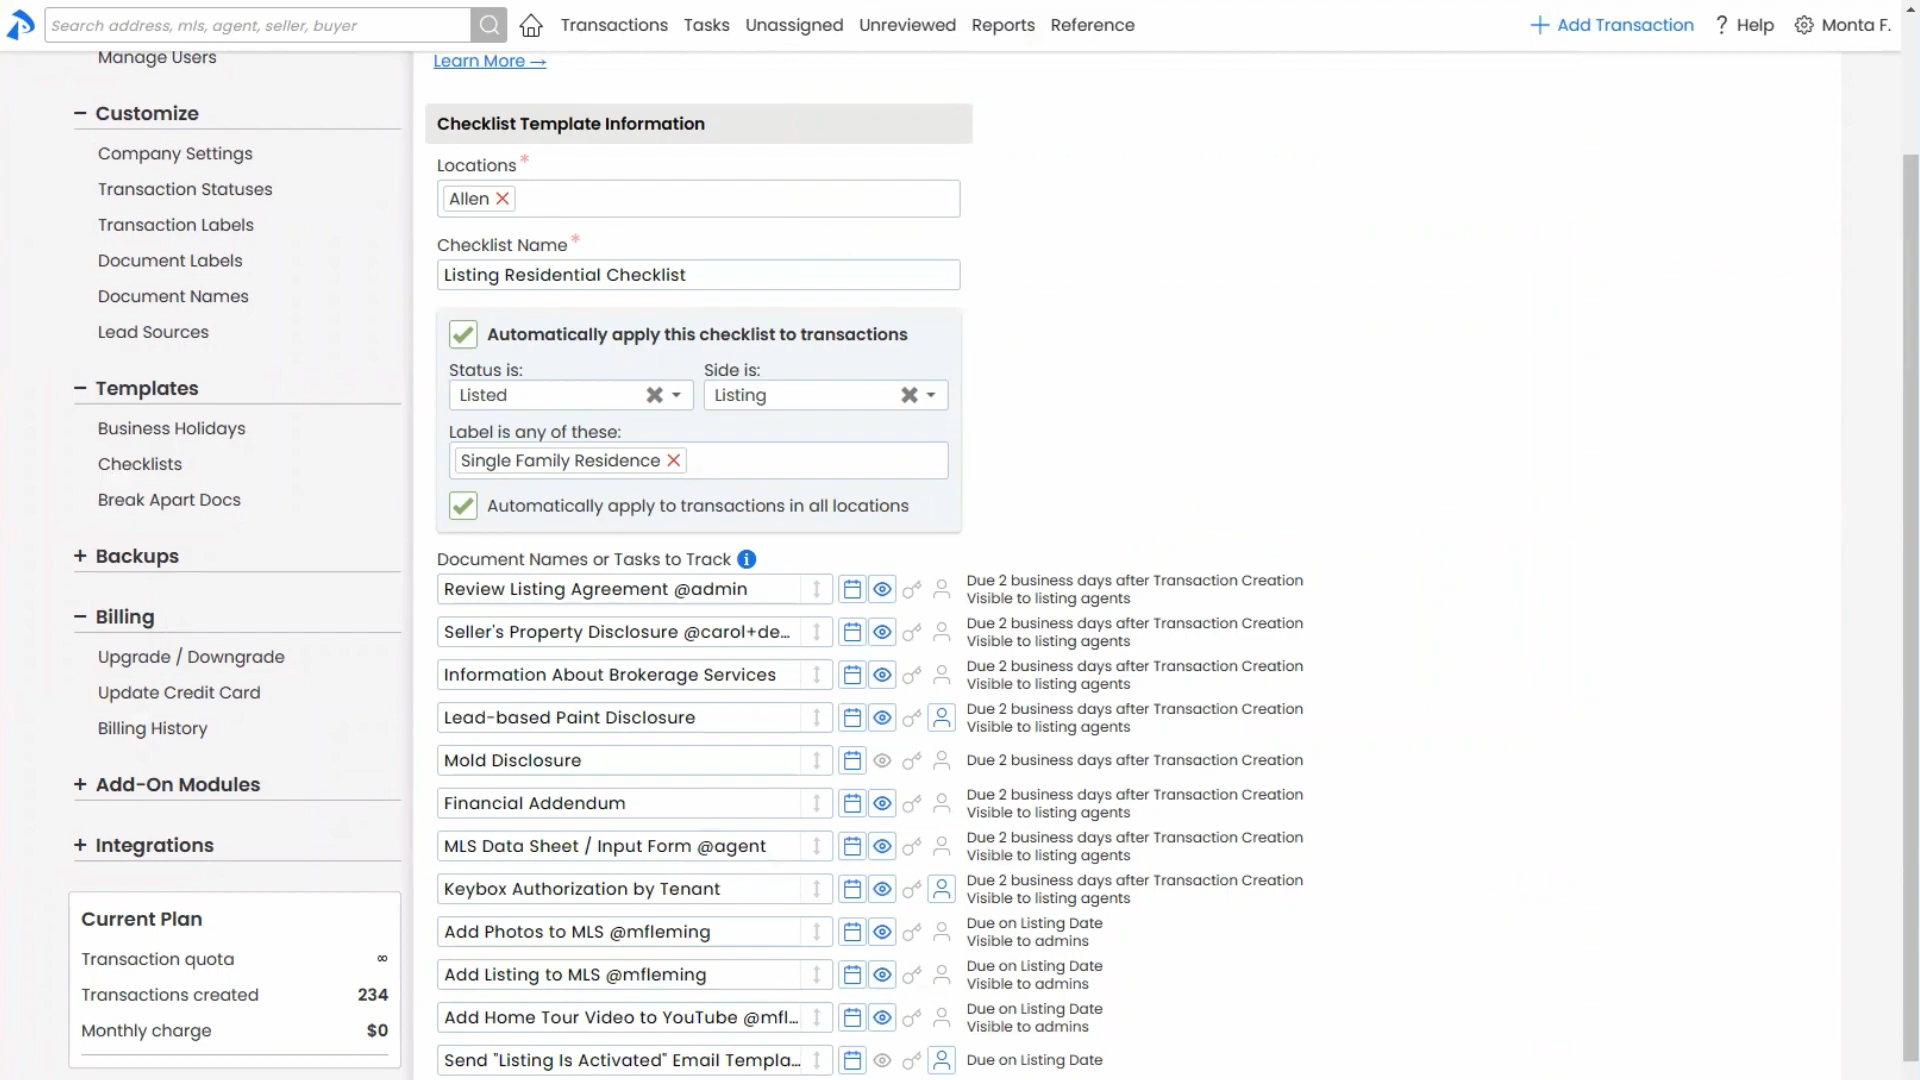 Search address, mls, agent, seller, buyer
Transactions Tasks Unassigned Unreviewed Reports Reference
+ Add Transaction ? Help Monta F.
Manage Users
− Customize
Company Settings
Transaction Statuses
Transaction Labels
Document Labels
Document Names
Lead Sources
− Templates
Business Holidays
Checklists
Break Apart Docs
+ Backups
− Billing
Upgrade / Downgrade
Update Credit Card
Billing History
+ Add-On Modules
+ Integrations
Current Plan
Transaction quota ∞
Transactions created 234
Monthly charge $0
Learn More →
Checklist Template Information
Locations *
Allen
Checklist Name *
Listing Residential Checklist
Automatically apply this checklist to transactions
Status is: Side is:
Listed Listing
Label is any of these:
Single Family Residence
Automatically apply to transactions in all locations
Document Names or Tasks to Track i
Review Listing Agreement @admin
Due 2 business days after Transaction Creation
Visible to listing agents
Seller's Property Disclosure @carol+de...
Due 2 business days after Transaction Creation
Visible to listing agents
Information About Brokerage Services
Due 2 business days after Transaction Creation
Visible to listing agents
Lead-based Paint Disclosure
Due 2 business days after Transaction Creation
Visible to listing agents
Mold Disclosure
Due 2 business days after Transaction Creation
Financial Addendum
Due 2 business days after Transaction Creation
Visible to listing agents
MLS Data Sheet / Input Form @agent
Due 2 business days after Transaction Creation
Visible to listing agents
Keybox Authorization by Tenant
Due 2 business days after Transaction Creation
Visible to listing agents
Add Photos to MLS @mfleming
Due on Listing Date
Visible to admins
Add Listing to MLS @mfleming
Due on Listing Date
Visible to admins
Add Home Tour Video to YouTube @mfl...
Due on Listing Date
Visible to admins
Send "Listing Is Activated" Email Templa...
Due on Listing Date